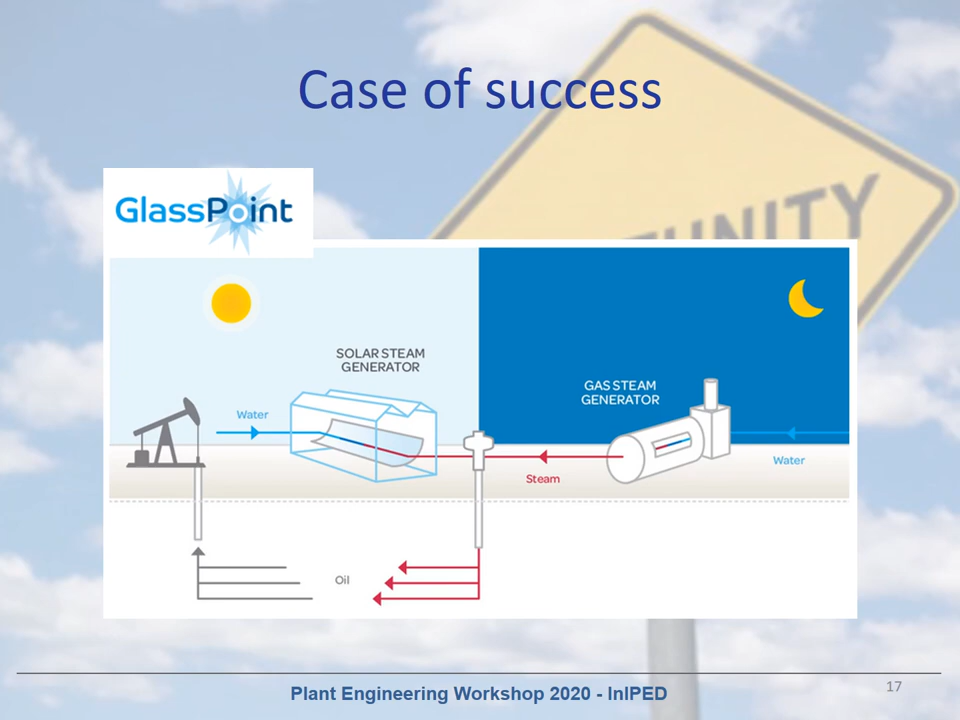 Case of success
GlassPoint
SOLAR STEAM
GENERATOR
GAS STEAM
GENERATOR
Water
Water
Steam
Oil
Plant Engineering Workshop 2020 - InIPED
17